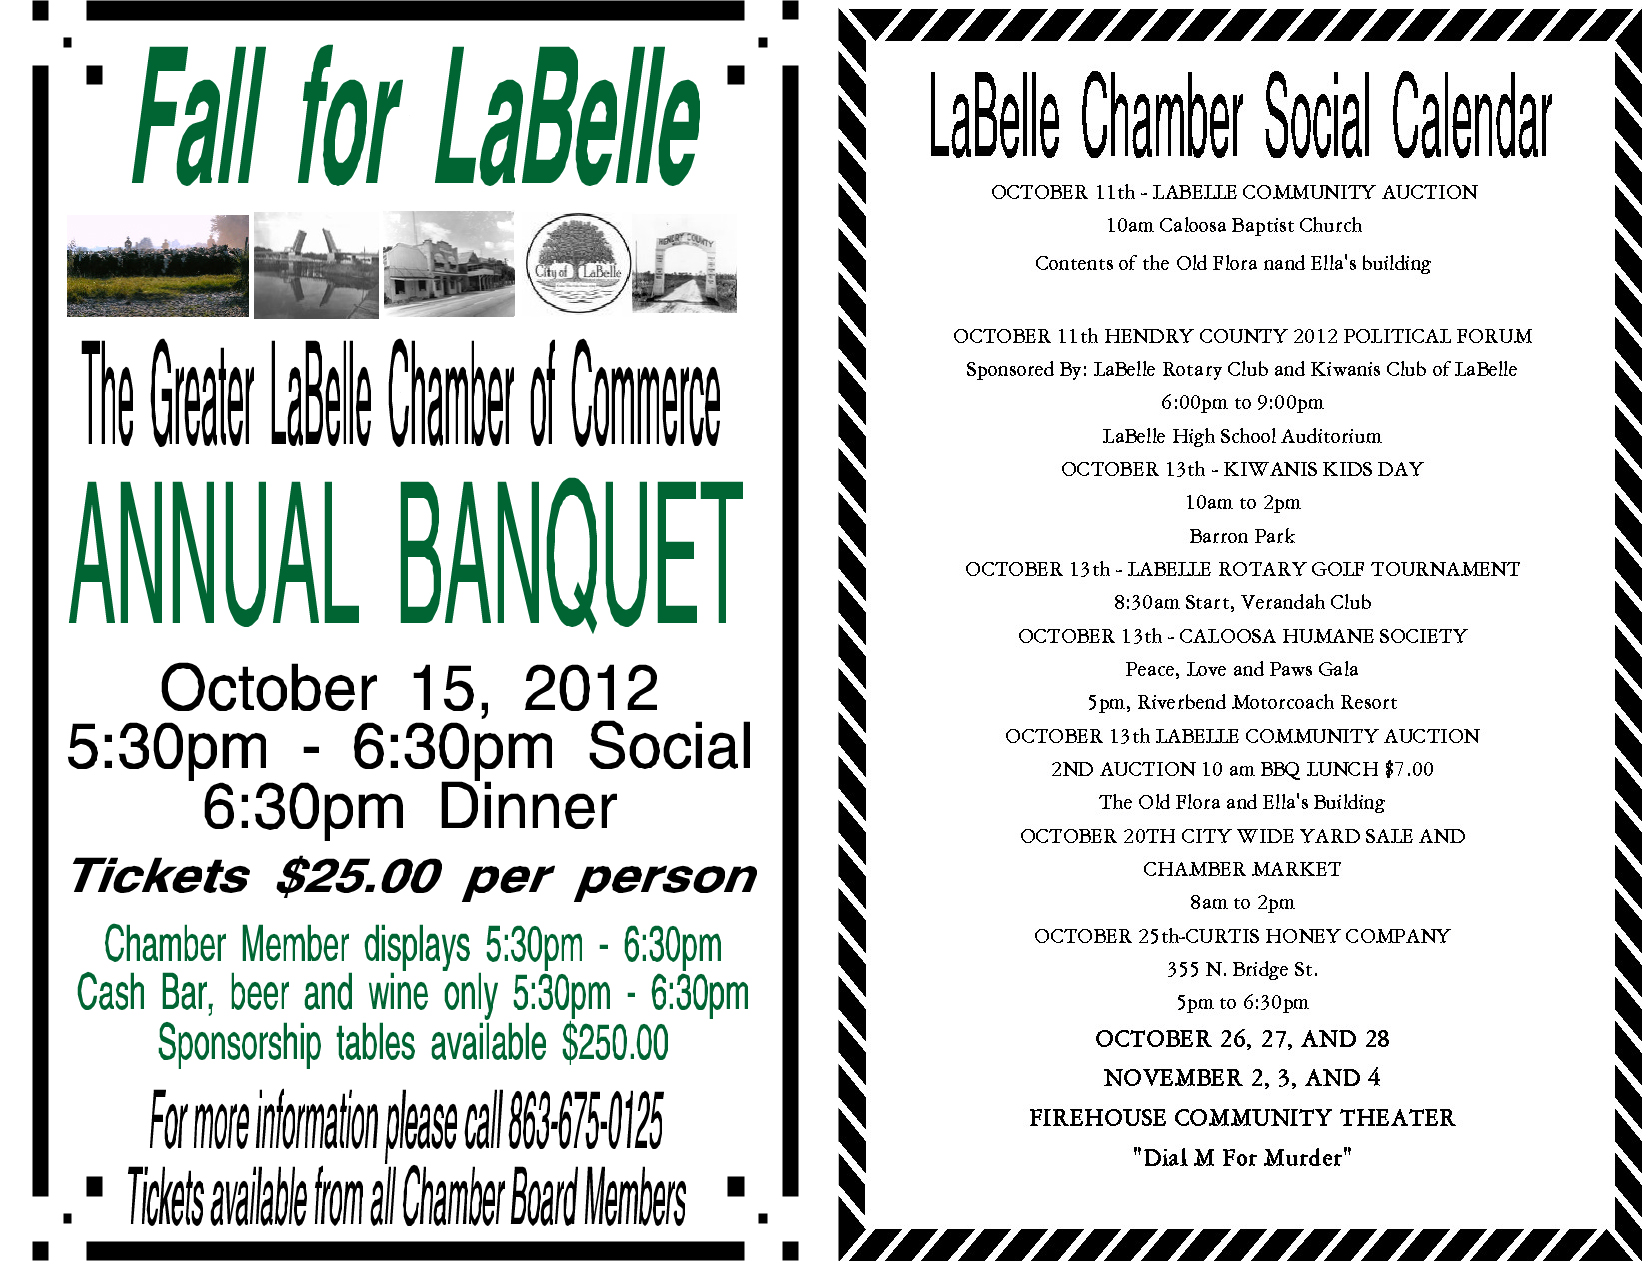 Fall for LaBelle
HENDRY COUNTY
City of LaBelle
The Greater LaBelle Chamber of Commerce
ANNUAL BANQUET
October 15, 2012
5:30pm - 6:30pm Social
6:30pm Dinner
Tickets $25.00 per person
Chamber Member displays 5:30pm - 6:30pm
Cash Bar, beer and wine only 5:30pm - 6:30pm
Sponsorship tables available $250.00
For more information please call 863-675-0125
Tickets available from all Chamber Board Members
LaBelle Chamber Social Calendar
OCTOBER 11th - LABELLE COMMUNITY AUCTION
10am Caloosa Baptist Church
Contents of the Old Flora nand Ella's building
OCTOBER 11th HENDRY COUNTY 2012 POLITICAL FORUM
Sponsored By: LaBelle Rotary Club and Kiwanis Club of LaBelle
6:00pm to 9:00pm
LaBelle High School Auditorium
OCTOBER 13th - KIWANIS KIDS DAY
10am to 2pm
Barron Park
OCTOBER 13th - LABELLE ROTARY GOLF TOURNAMENT
8:30am Start, Verandah Club
OCTOBER 13th - CALOOSA HUMANE SOCIETY
Peace, Love and Paws Gala
5pm, Riverbend Motorcoach Resort
OCTOBER 13th LABELLE COMMUNITY AUCTION
2ND AUCTION 10 am BBQ LUNCH $7.00
The Old Flora and Ella's Building
OCTOBER 20TH CITY WIDE YARD SALE AND
CHAMBER MARKET
8am to 2pm
OCTOBER 25th-CURTIS HONEY COMPANY
355 N. Bridge St.
5pm to 6:30pm
OCTOBER 26, 27, AND 28
NOVEMBER 2, 3, AND 4
FIREHOUSE COMMUNITY THEATER
"Dial M For Murder"